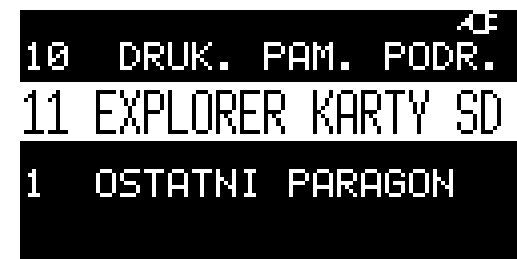 10 DRUK. PAM. PODR.
11 EXPLORER KARTY SD
1 OSTATNI PARAGON